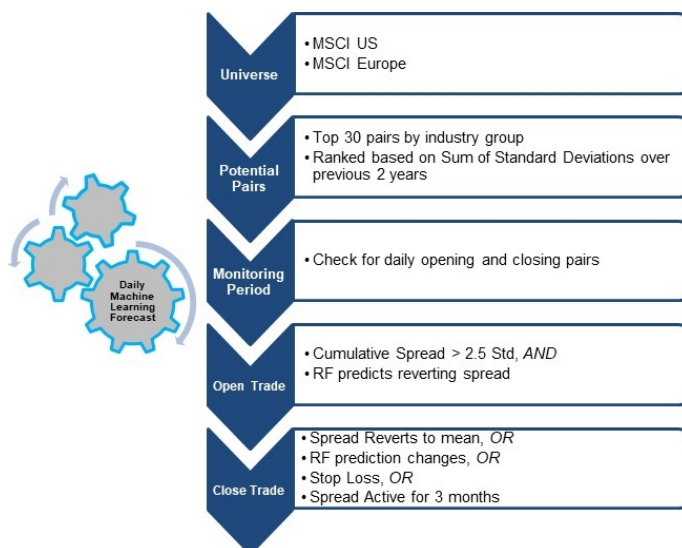 Universe
• MSCI US
• MSCI Europe
Potential
Pairs
• Top 30 pairs by industry group
• Ranked based on Sum of Standard Deviations over
previous 2 years
Daily
Machine
Learning
Forecast
Monitoring
Period
• Check for daily opening and closing pairs
Open Trade
• Cumulative Spread > 2.5 Std, AND
• RF predicts reverting spread
Close Trade
• Spread Reverts to mean, OR
• RF prediction changes, OR
• Stop Loss, OR
• Spread Active for 3 months